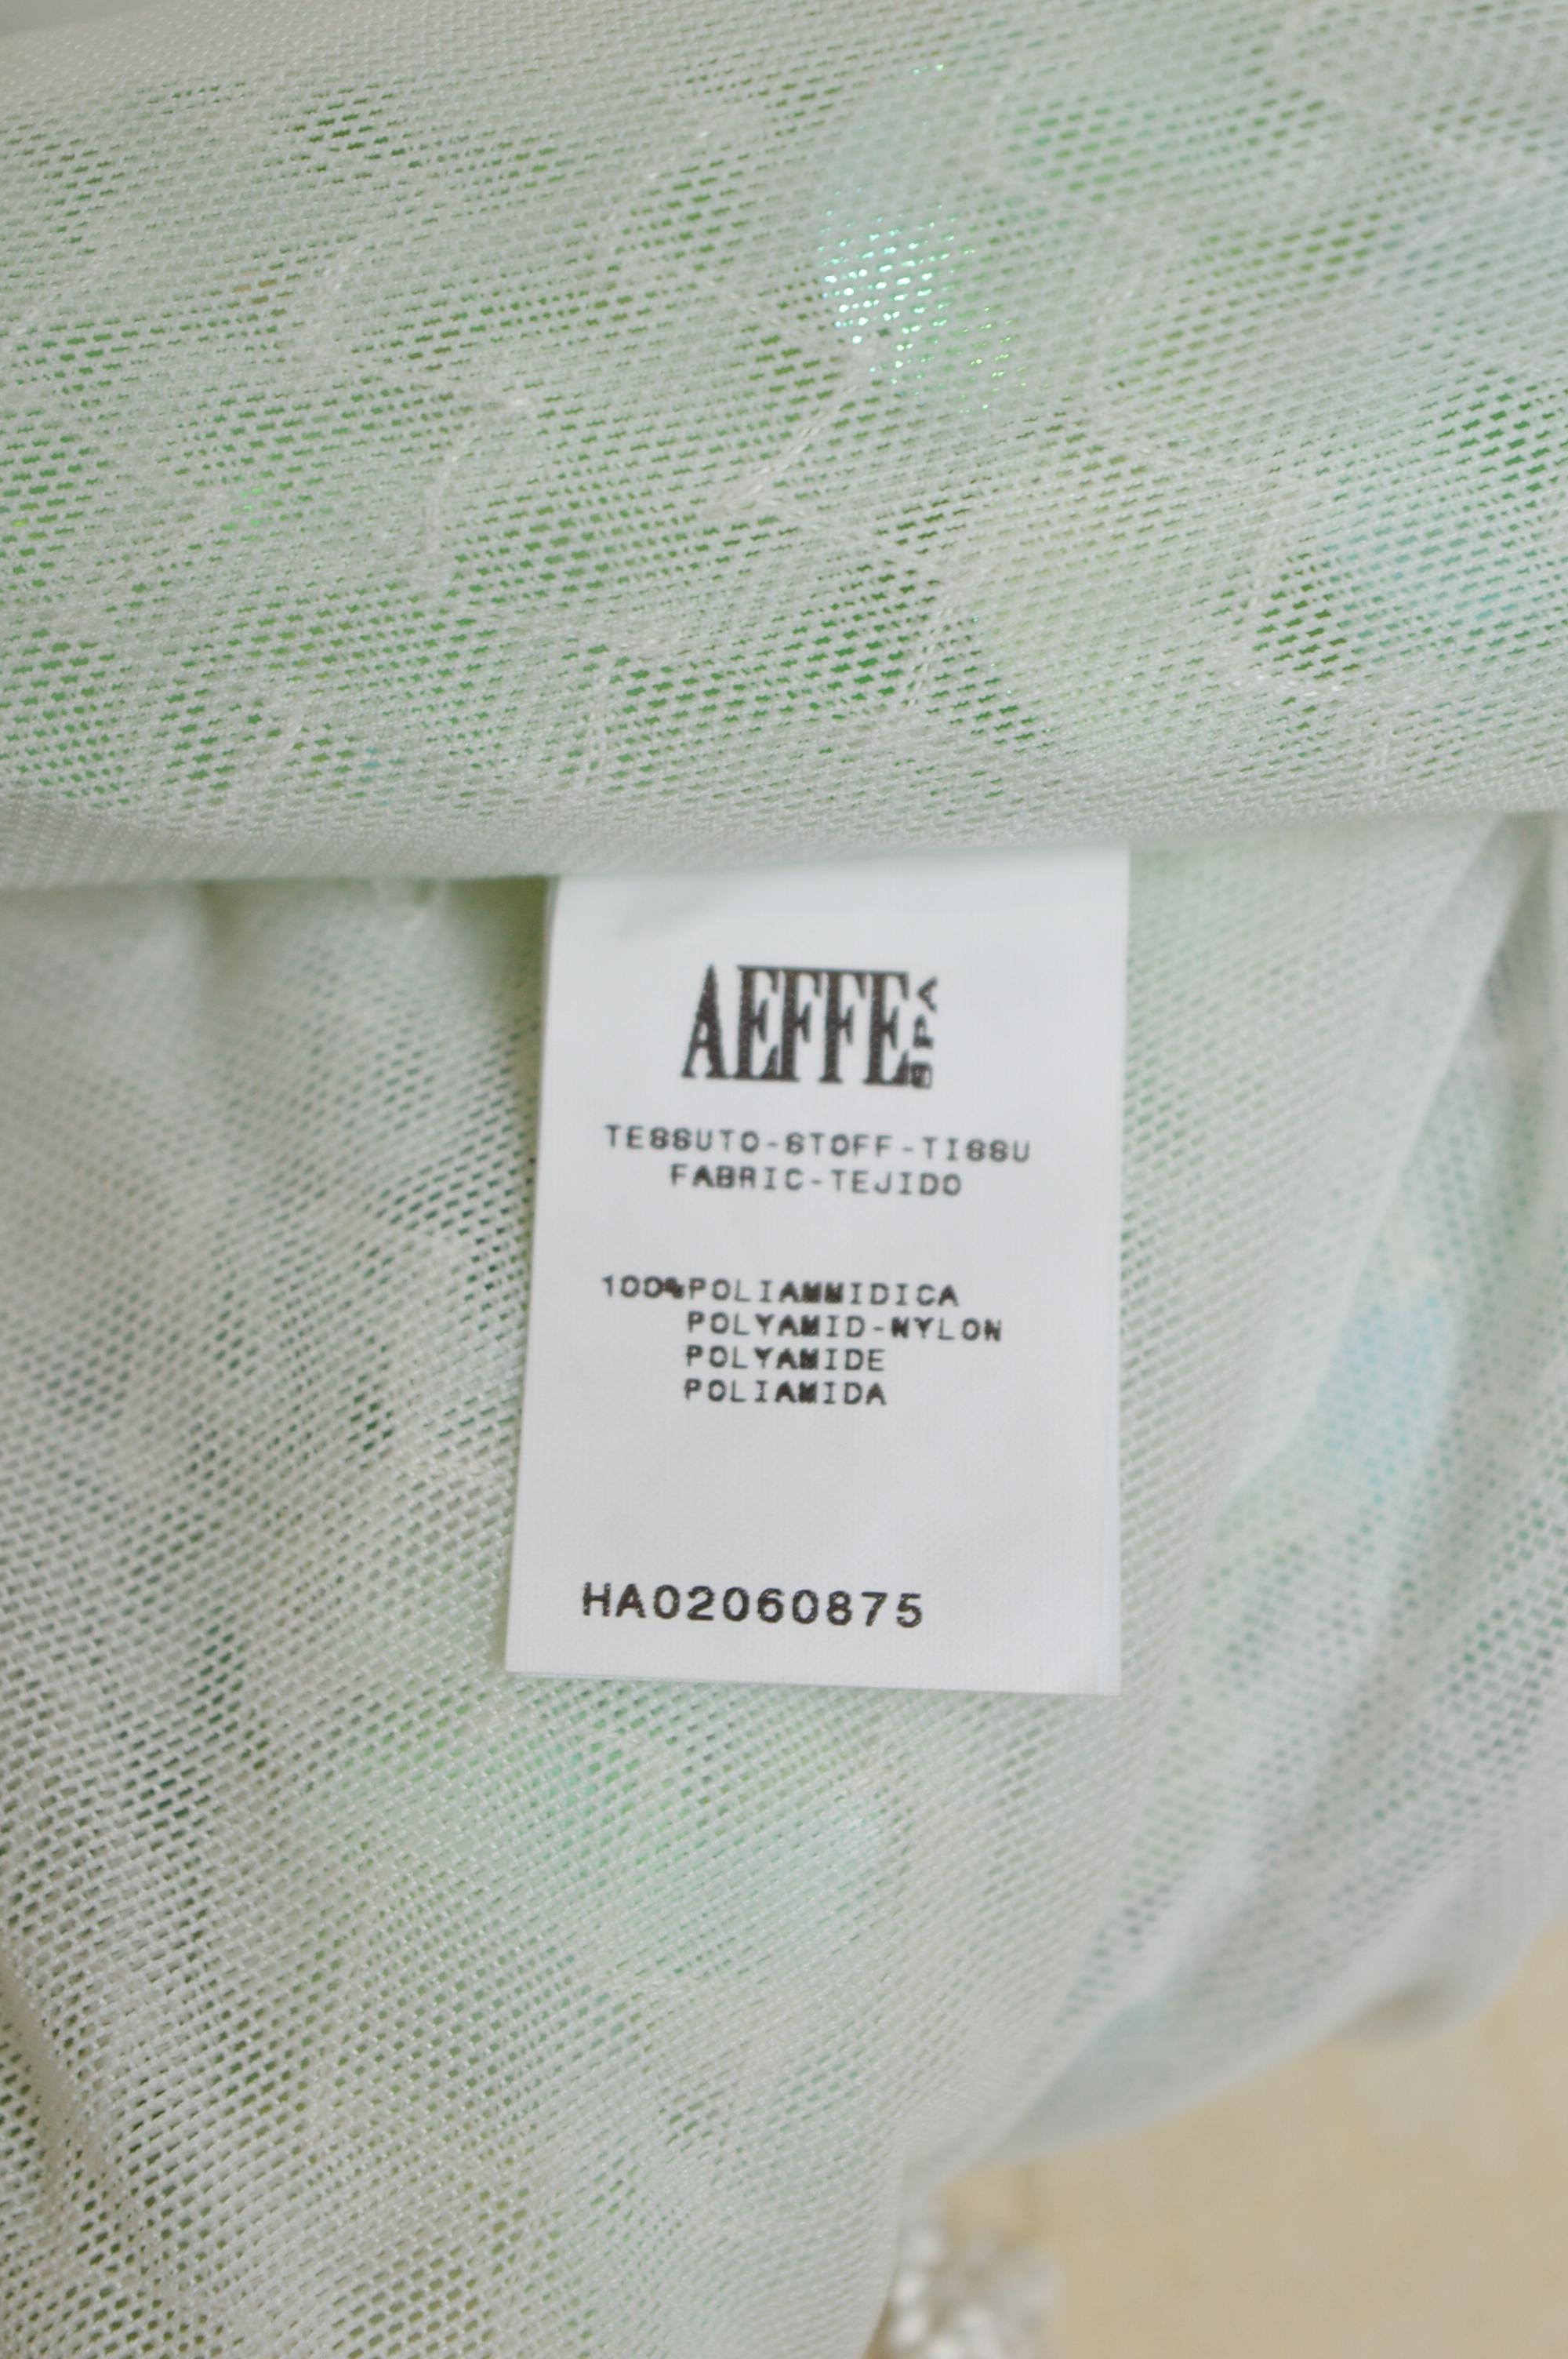 AEFFE SPA
TESSUTO-STOFF-TISSU
FABRIC-TEJIDO
100%POLIAMMIDICA
POLYAMID-NYLON
POLYAMIDE
POLIAMIDA
HA02060875